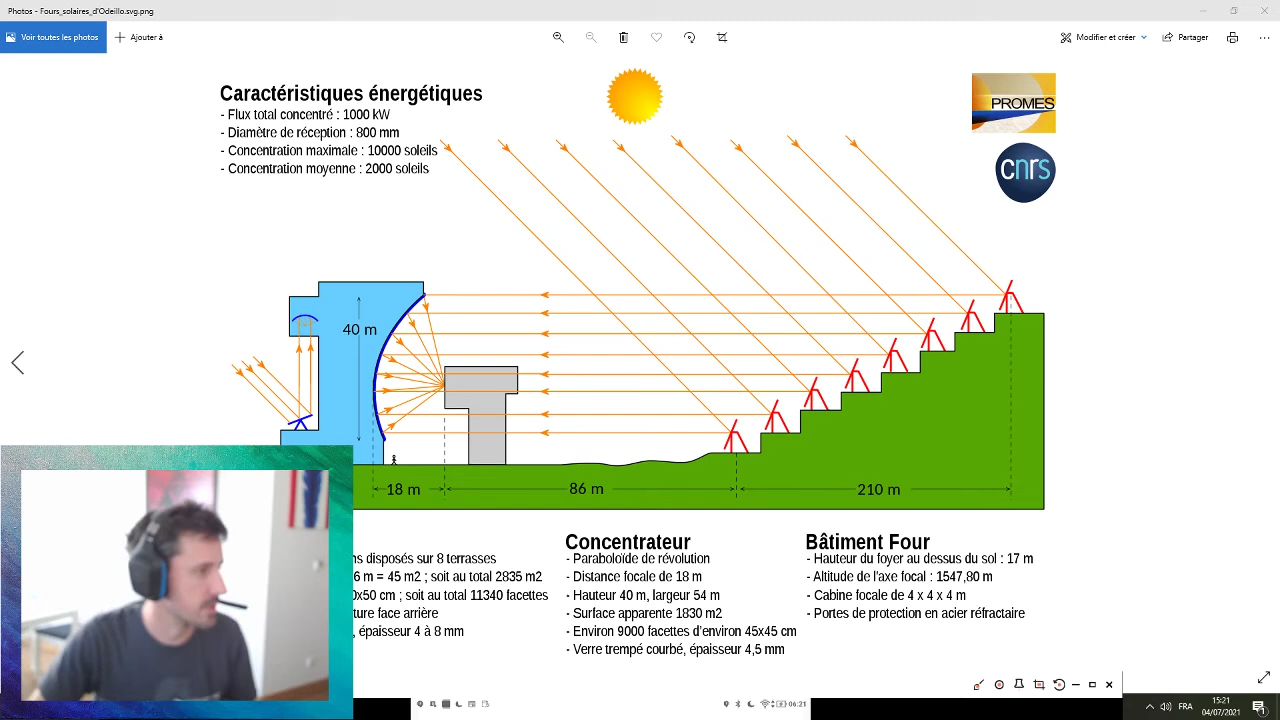 Photos - Fours_solaires_d'Odeillo.svg.png
Voir toutes les photos
Ajouter à
Modifier et créer
Partager
Caractéristiques énergétiques
- Flux total concentré : 1000 kW
- Diamètre de réception : 800 mm
- Concentration maximale : 10000 soleils
- Concentration moyenne : 2000 soleils
PROMES
cnrs
40 m
18 m
86 m
210 m
ns disposés sur 8 terrasses
6 m = 45 m2 ; soit au total 2835 m2
0x50 cm ; soit au total 11340 facettes
ture face arrière
, épaisseur 4 à 8 mm
Concentrateur
- Paraboloïde de révolution
- Distance focale de 18 m
- Hauteur 40 m, largeur 54 m
- Surface apparente 1830 m2
- Environ 9000 facettes d'environ 45x45 cm
- Verre trempé courbé, épaisseur 4,5 mm
Bâtiment Four
- Hauteur du foyer au dessus du sol : 17 m
- Altitude de l'axe focal : 1547,80 m
- Cabine focale de 4 x 4 x 4 m
- Portes de protection en acier réfractaire
06:21
FRA
15:21
04/07/2021